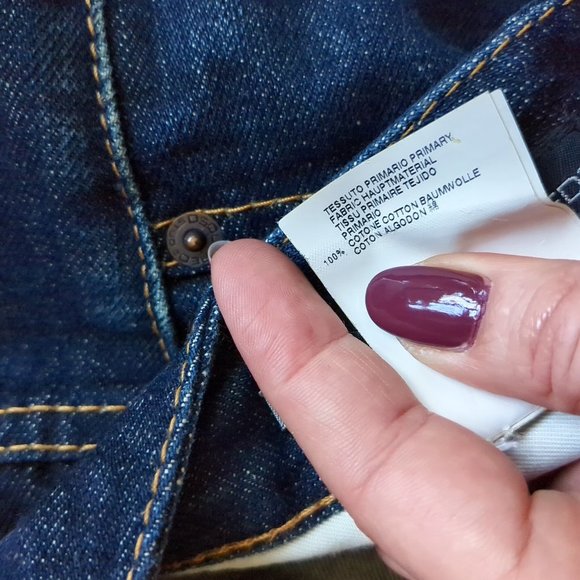 TESSUTO PRIMARIO PRIMARY
FABRIC HAUPTMATERIAL
TISSU PRIMAIRE TEJIDO
PRIMARIO
100% COTONE COTTON BAUMWOLLE
COTON ALGODON